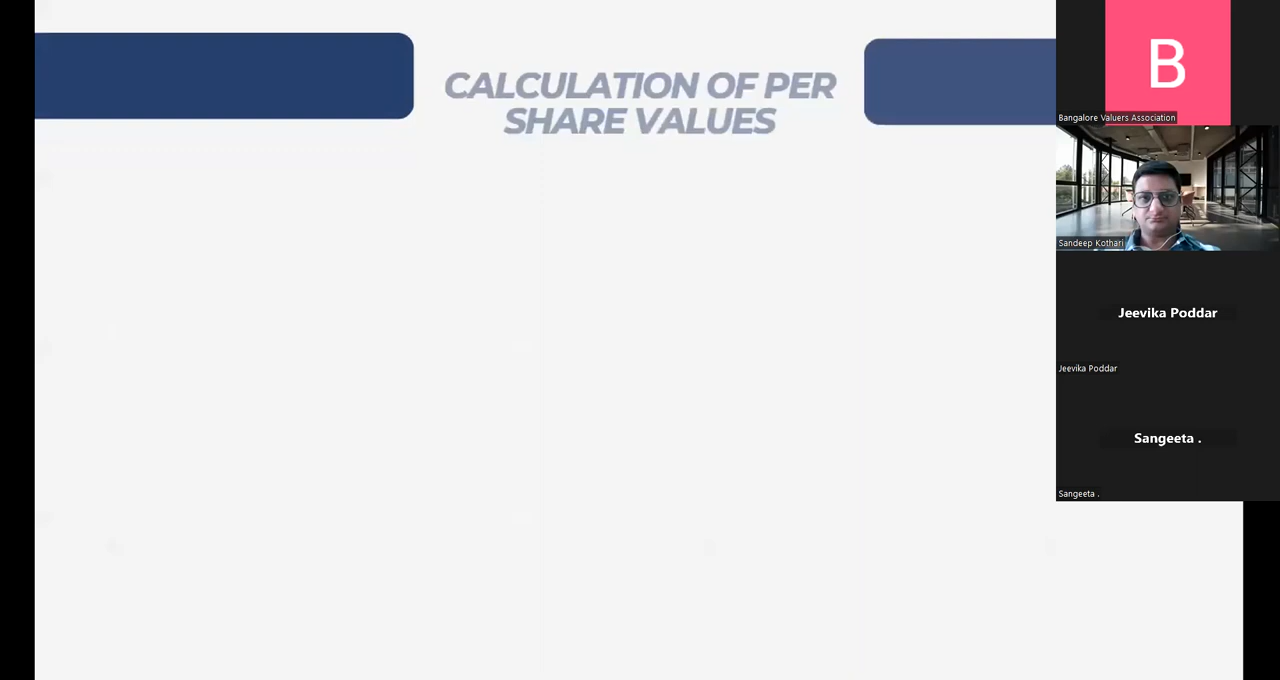 CALCULATION OF PER
SHARE VALUES
B
Bangalore Valuers Association
Sandeep Kothari
Jeevika Poddar
Jeevika Poddar
Sangeeta .
Sangeeta .